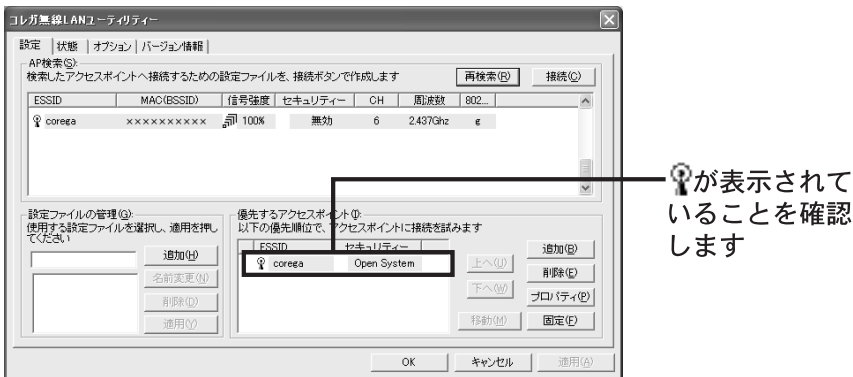 コレガ無線LANユーティリティー
設定 状態 オプション バージョン情報
AP検索(S):
検索したアクセスポイントへ接続するための設定ファイルを、接続ボタンで作成します 再検索(R) 接続(C)
ESSID MAC(BSSID) 信号強度 セキュリティー CH 周波数 802...
corega ×××××××××× 100% 無効 6 2.437Ghz g
設定ファイルの管理(Q):
使用する設定ファイルを選択し、適用を押し
てください
追加(H)
名前変更(N)
削除(D)
適用(Y)
優先するアクセスポイント(I):
以下の優先順位で、アクセスポイントに接続を試みます
ESSID セキュリティー
corega Open System
上へ(U)
下へ(W)
移動(M)
追加(B)
削除(E)
プロパティ(P)
固定(F)
OK キャンセル 適用(A)
が表示されて
いることを確認
します